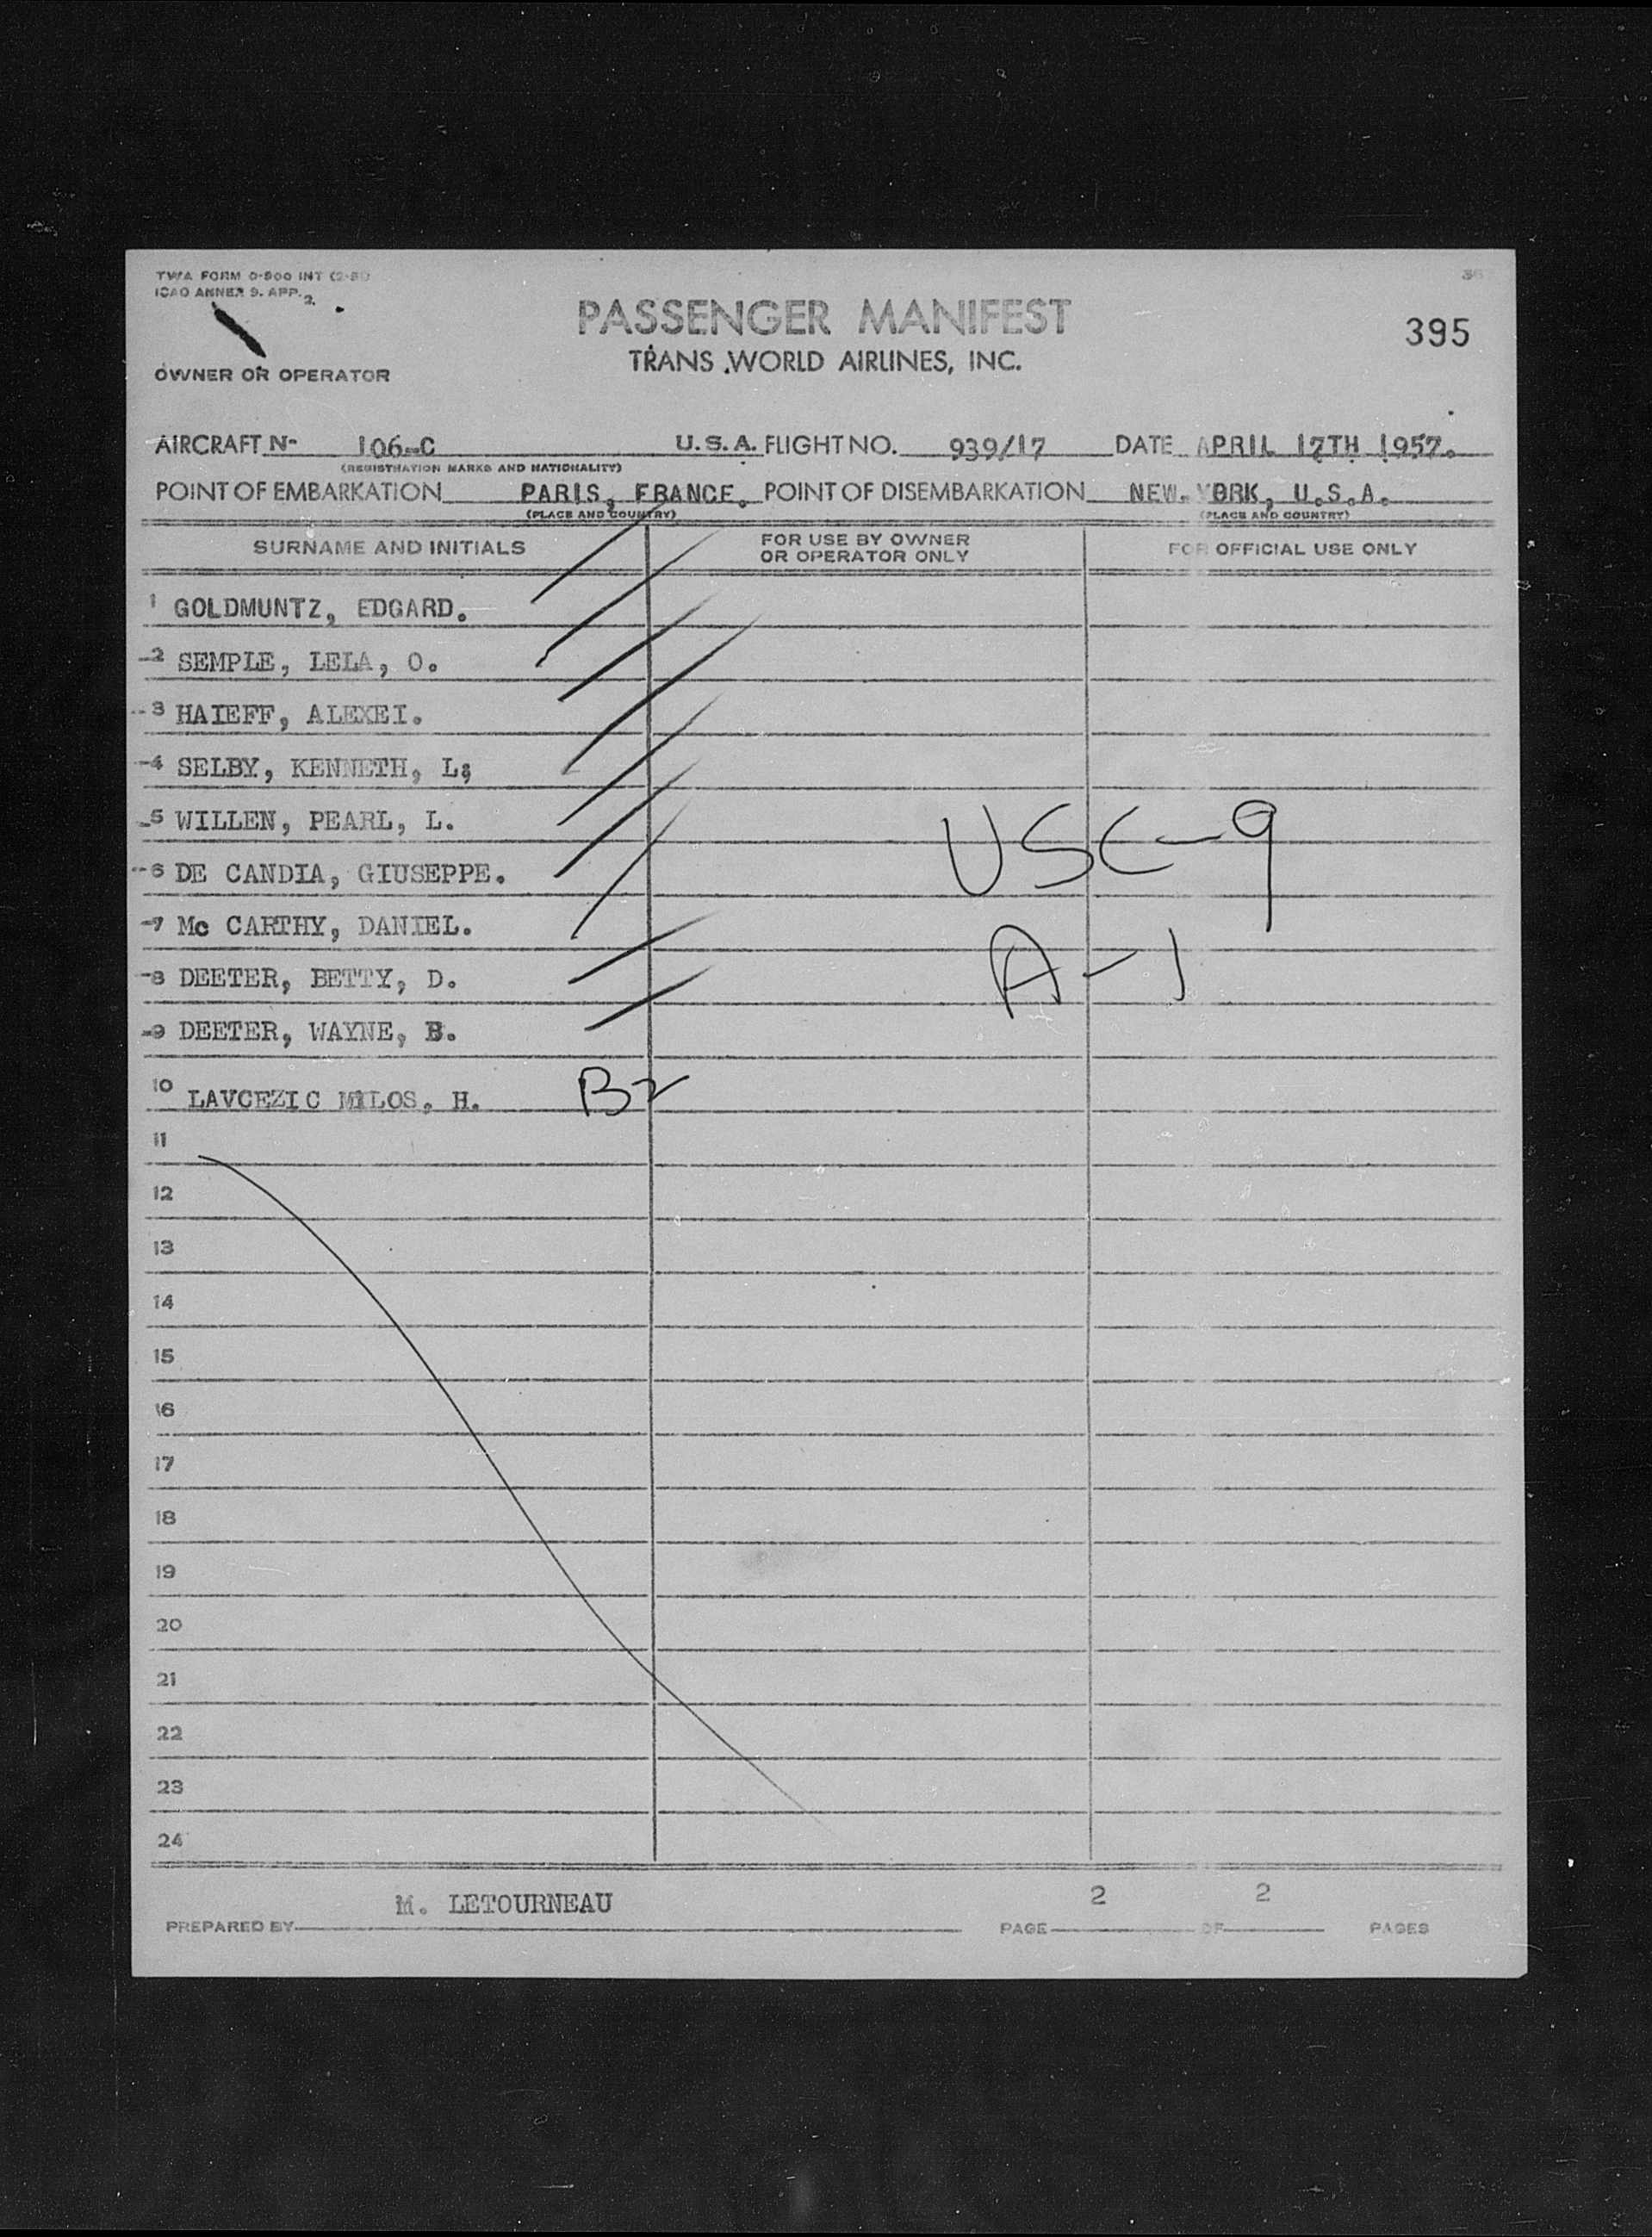 TWA FORM 0-800 INT
ICAO ANNEX 9. APP. 2.
PASSENGER MANIFEST
395
TRANS WORLD AIRLINES, INC.
OWNER OR OPERATOR
AIRCRAFT N- 106-C U.S.A. FLIGHT NO. 939/17 DATE APRIL 17TH 1957.
(REGISTRATION MARKS AND NATIONALITY)
POINT OF EMBARKATION PARIS, FRANCE. POINT OF DISEMBARKATION NEW. YORK, U.S.A.
(PLACE AND COUNTRY) (PLACE AND COUNTRY)
SURNAME AND INITIALS FOR USE BY OWNER OR OPERATOR ONLY FOR OFFICIAL USE ONLY
1 GOLDMUNTZ, EDGARD.
2 SEMPLE, LELA, O.
3 HAIEFF, ALEXEI.
4 SELBY, KENNETH, L;
5 WILLEN, PEARL, L.
USC-9
6 DE CANDIA, GIUSEPPE.
7 Mc CARTHY, DANIEL.
A-1
8 DEETER, BETTY, D.
9 DEETER, WAYNE, B.
10 LAVCEZIC MILOS, H. B2
11
12
13
14
15
16
17
18
19
20
21
22
23
24
PREPARED BY M. LETOURNEAU PAGE 2 OF 2 PAGES